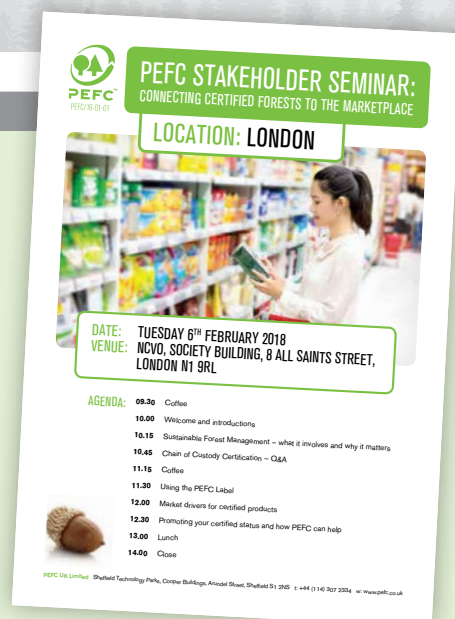 PEFC™
PEFC/16-01-01
PEFC STAKEHOLDER SEMINAR:
CONNECTING CERTIFIED FORESTS TO THE MARKETPLACE
LOCATION: LONDON
DATE: TUESDAY 6TH FEBRUARY 2018
VENUE: NCVO, SOCIETY BUILDING, 8 ALL SAINTS STREET,
LONDON N1 9RL
AGENDA: 09.30 Coffee
10.00 Welcome and introductions
10.15 Sustainable Forest Management – what it involves and why it matters
10.45 Chain of Custody Certification – Q&A
11.15 Coffee
11.30 Using the PEFC Label
12.00 Market drivers for certified products
12.30 Promoting your certified status and how PEFC can help
13.00 Lunch
14.00 Close
PEFC UK Limited Sheffield Technology Parks, Cooper Buildings, Arundel Street, Sheffield S1 2NS t: +44 (114) 307 2334 w: www.pefc.co.uk